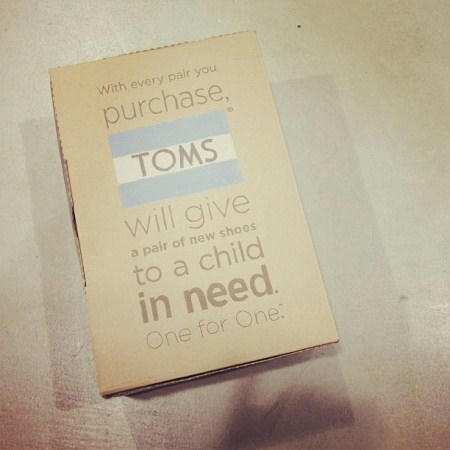 With every pair you
purchase,
®
TOMS
will give
a pair of new shoes
to a child
in need.
One for One.™